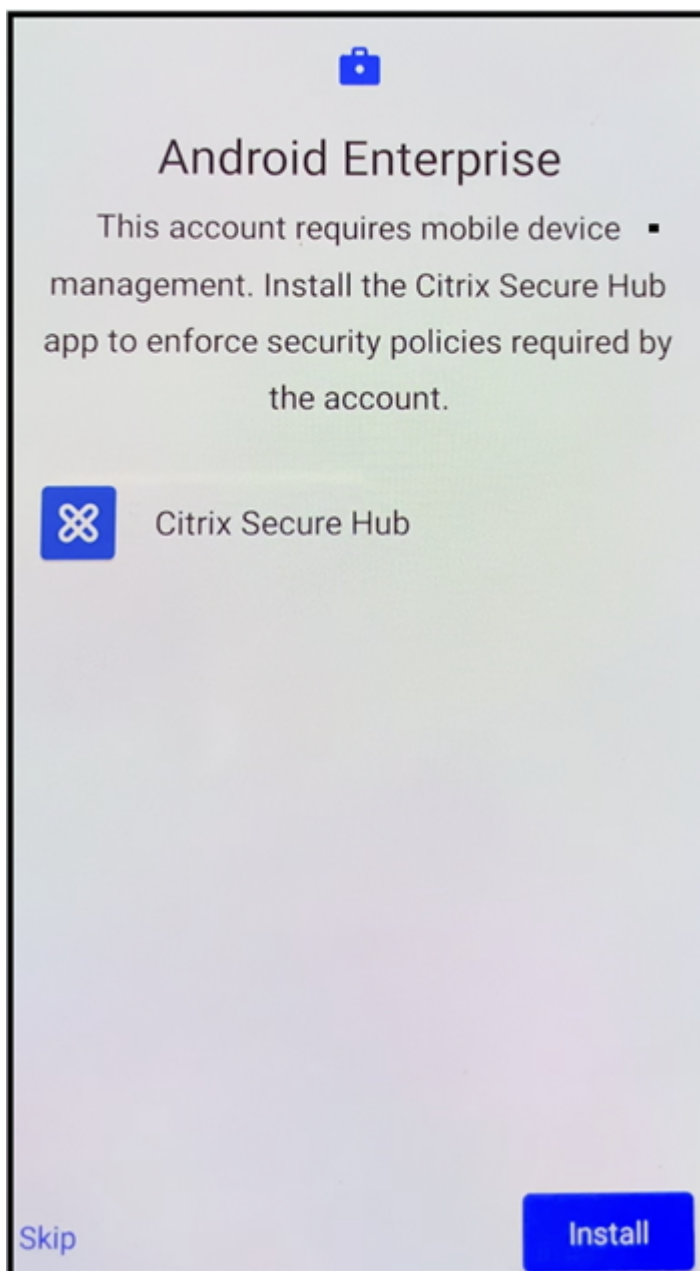 Android Enterprise
This account requires mobile device
management. Install the Citrix Secure Hub
app to enforce security policies required by
the account.
Citrix Secure Hub
Skip
Install